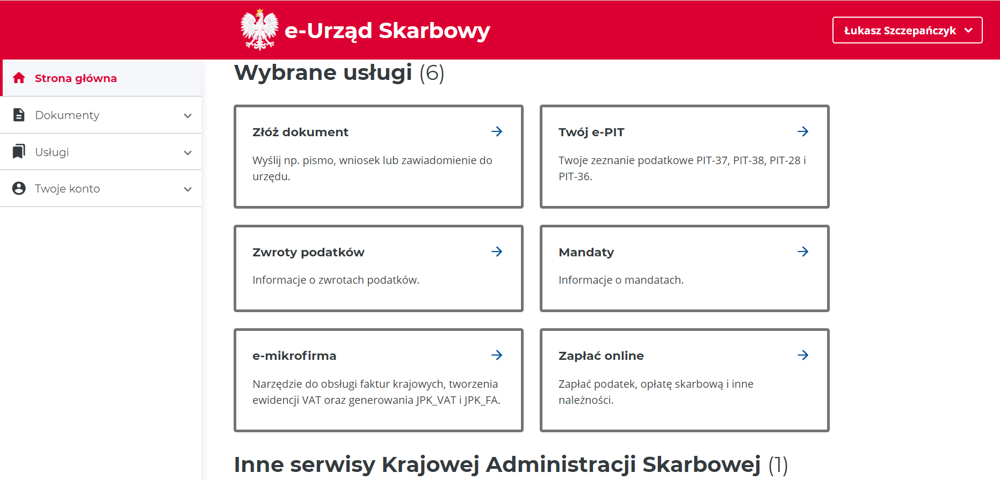 e-Urząd Skarbowy
Łukasz Szczepańczyk
Strona główna
Dokumenty
Usługi
Twoje konto
Wybrane usługi (6)
Złóż dokument
Wyślij np. pismo, wniosek lub zawiadomienie do
urzędu.
Twój e-PIT
Twoje zeznanie podatkowe PIT-37, PIT-38, PIT-28 i
PIT-36.
Zwroty podatków
Informacje o zwrotach podatków.
Mandaty
Informacje o mandatach.
e-mikrofirma
Narzędzie do obsługi faktur krajowych, tworzenia
ewidencji VAT oraz generowania JPK_VAT i JPK_FA.
Zapłać online
Zapłać podatek, opłatę skarbową i inne
należności.
Inne serwisy Krajowej Administracji Skarbowej (1)